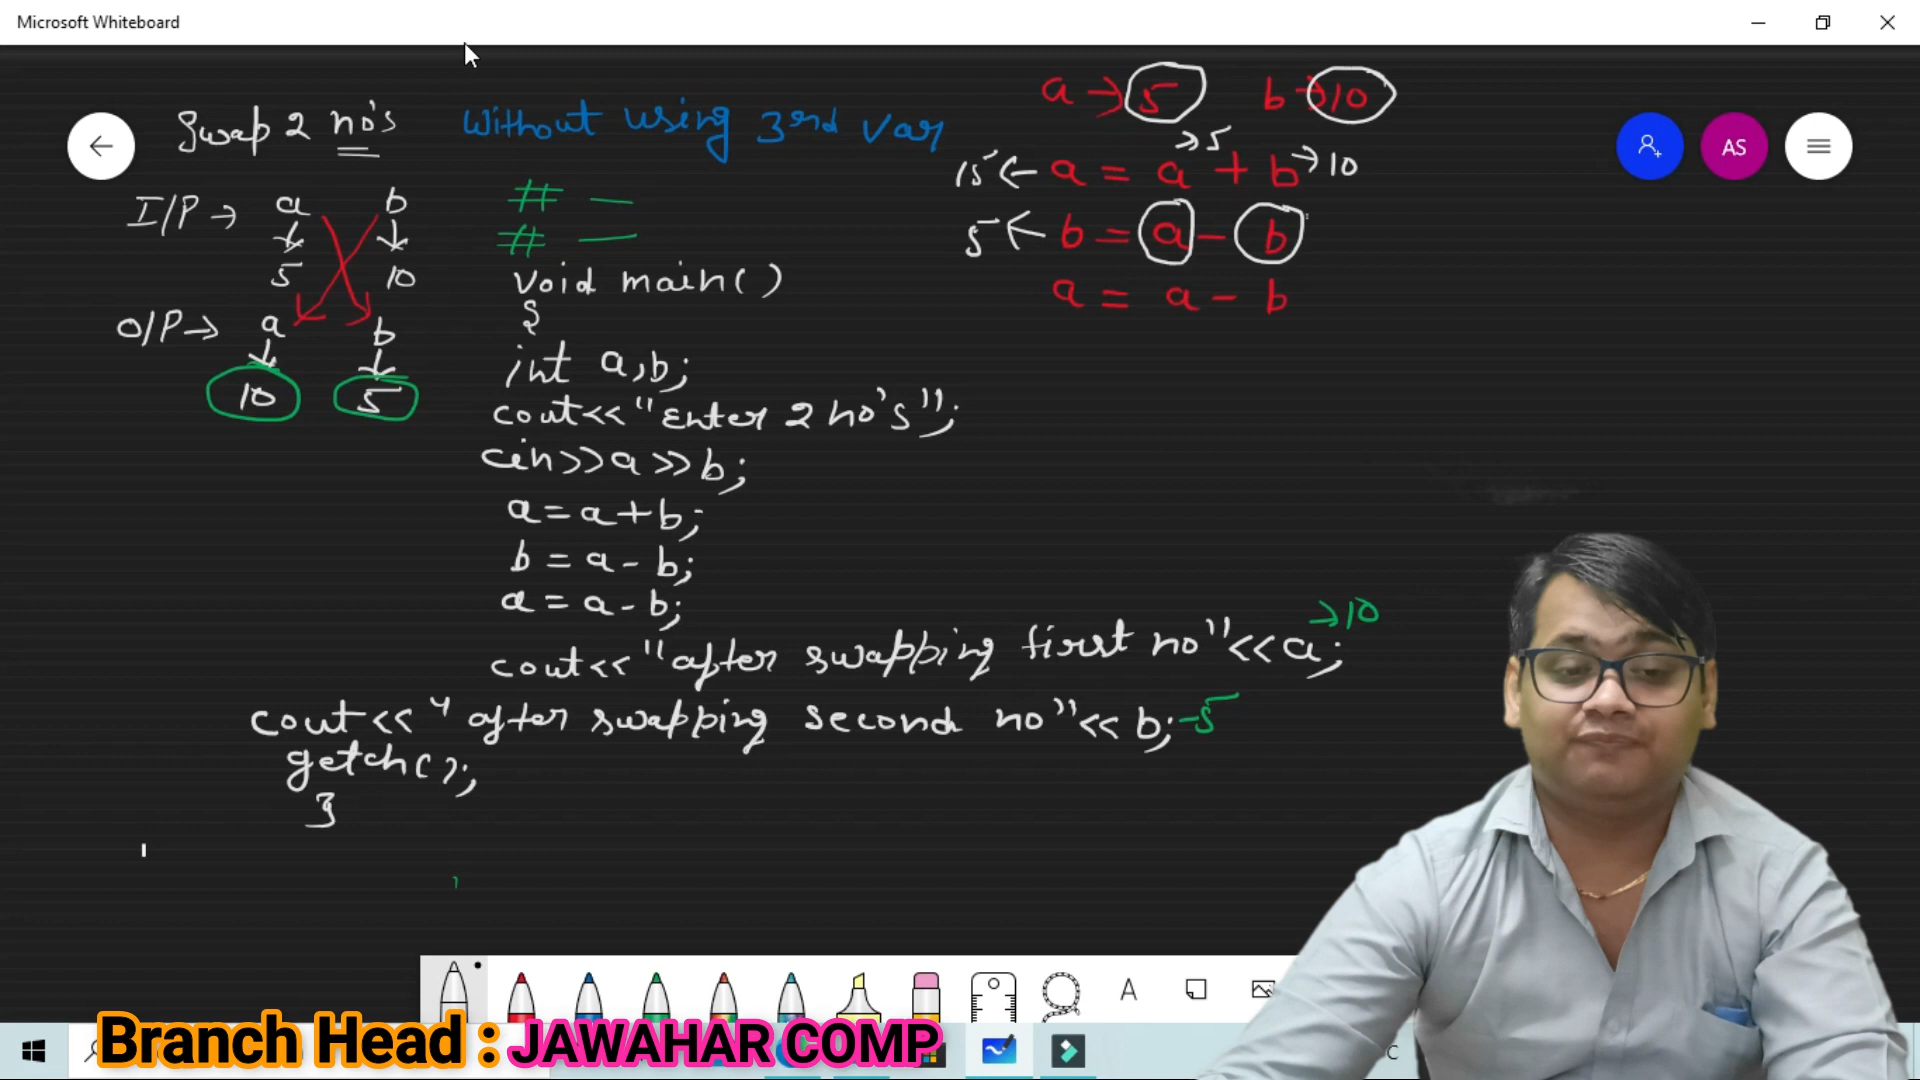 Microsoft Whiteboard
Swap 2 no's Without using 3rd var
I/P → a b
5 10
O/P → a b
10 5
# —
# —
void main()
{
int a,b;
cout<<"Enter 2 no's";
cin>>a>>b;
a=a+b;
b=a-b;
a=a-b;
cout<<"after swapping first no"<<a; →10
cout<<"after swapping second no"<<b; -5
getch();
}
a → 5 b → 10
→5
15 ← a = a + b → 10
5 ← b = a - b
a = a - b
AS
A
Branch Head : JAWAHAR COMP
C